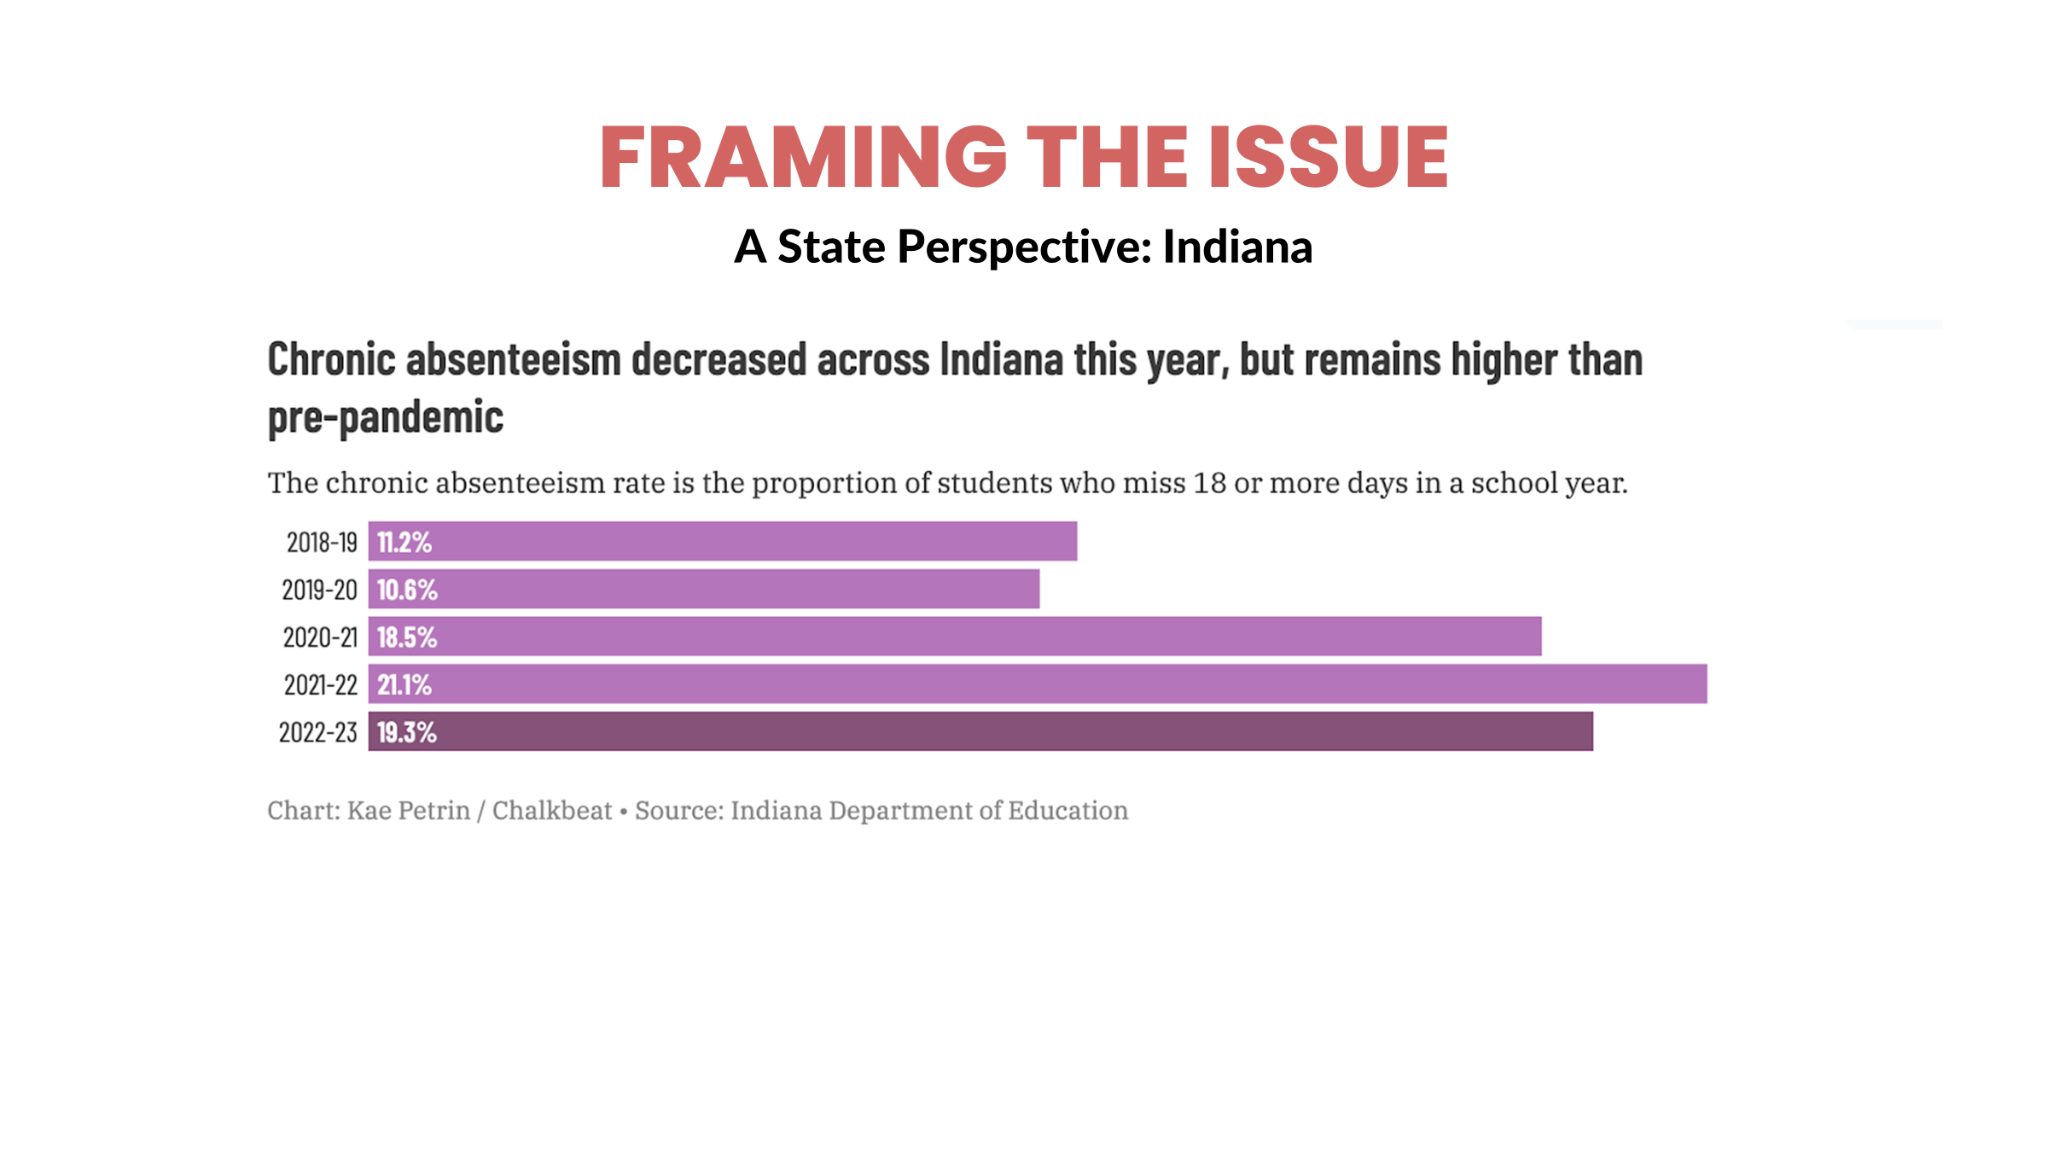 FRAMING THE ISSUE
A State Perspective: Indiana
Chronic absenteeism decreased across Indiana this year, but remains higher than
pre-pandemic
The chronic absenteeism rate is the proportion of students who miss 18 or more days in a school year.
2018-19 11.2%
2019-20 10.6%
2020-21 18.5%
2021-22 21.1%
2022-23 19.3%
Chart: Kae Petrin / Chalkbeat • Source: Indiana Department of Education